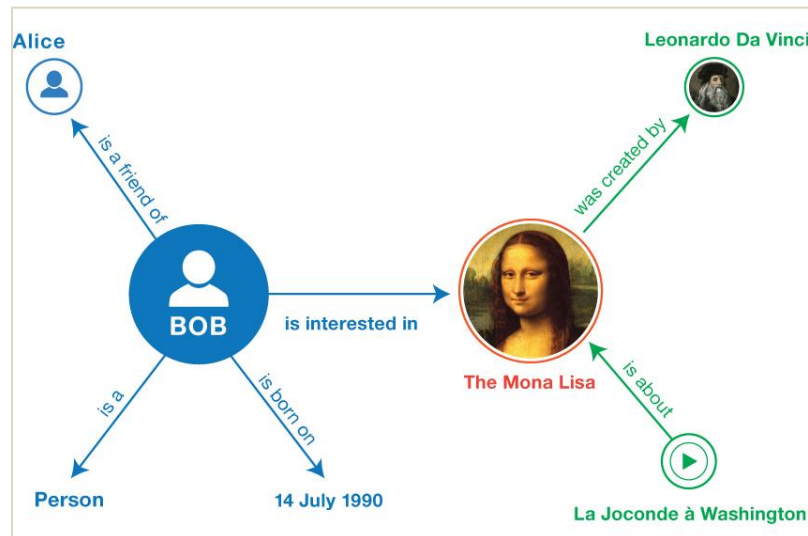 Alice
Leonardo Da Vinci
is a friend of
was created by
BOB
is interested in
The Mona Lisa
is a
is born on
is about
Person
14 July 1990
La Joconde à Washington